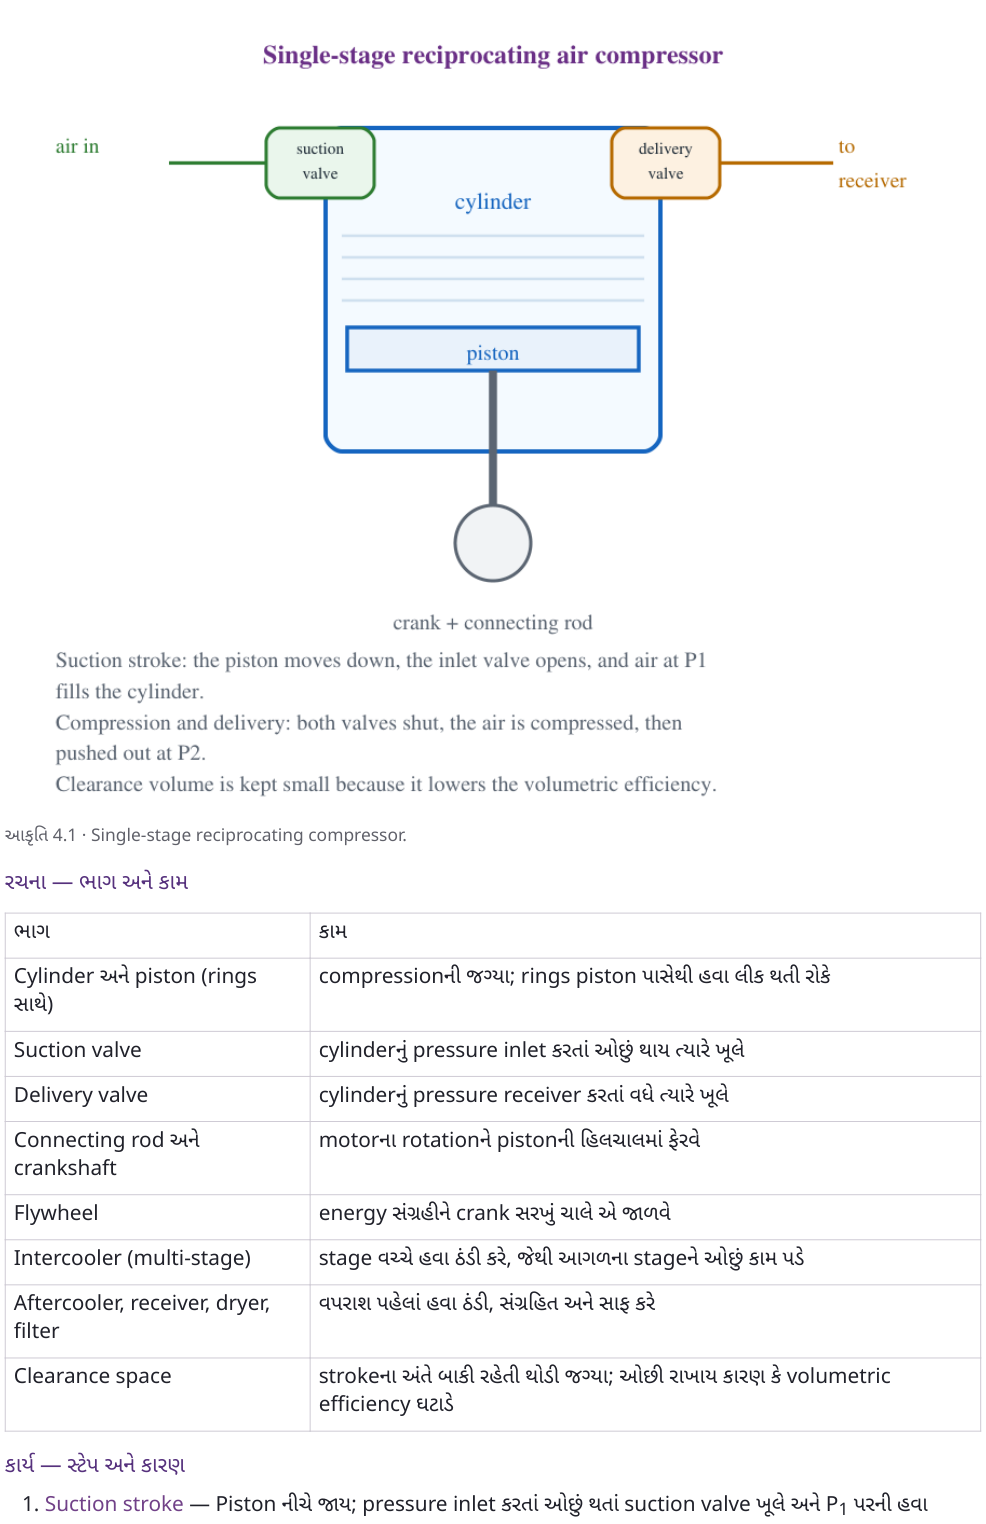 Single-stage reciprocating air compressor
air in
suction
valve
delivery
valve
to
receiver
cylinder
piston
crank + connecting rod
Suction stroke: the piston moves down, the inlet valve opens, and air at P1
fills the cylinder.
Compression and delivery: both valves shut, the air is compressed, then
pushed out at P2.
Clearance volume is kept small because it lowers the volumetric efficiency.
આકૃતિ 4.1 · Single-stage reciprocating compressor.
રચના — ભાગ અને કામ
ભાગ
કામ
Cylinder અને piston (rings
સાથે)
compressionની જગ્યા; rings piston પાસેથી હવા લીક થતી રોકે
Suction valve
cylinderનું pressure inlet કરતાં ઓછું થાય ત્યારે ખૂલે
Delivery valve
cylinderનું pressure receiver કરતાં વધે ત્યારે ખૂલે
Connecting rod અને
crankshaft
motorના rotationને pistonની હિલચાલમાં ફેરવે
Flywheel
energy સંગ્રહીને crank સરખું ચાલે એ જાળવે
Intercooler (multi-stage)
stage વચ્ચે હવા ઠંડી કરે, જેથી આગળના stageને ઓછું કામ પડે
Aftercooler, receiver, dryer,
filter
વપરાશ પહેલાં હવા ઠંડી, સંગ્રહિત અને સાફ કરે
Clearance space
strokeના અંતે બાકી રહેતી થોડી જગ્યા; ઓછી રાખાય કારણ કે volumetric
efficiency ઘટાડે
કાર્ય — સ્ટેપ અને કારણ
1. Suction stroke — Piston નીચે જાય; pressure inlet કરતાં ઓછું થતાં suction valve ખૂલે અને P₁ પરની હવા